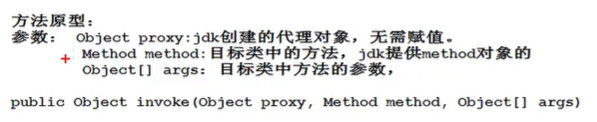 方法原型：
参数： Object proxy:jdk创建的代理对象，无需赋值。
Method method:目标类中的方法，jdk提供method对象的
Object[] args: 目标类中方法的参数，
public Object invoke(Object proxy, Method method, Object[] args)